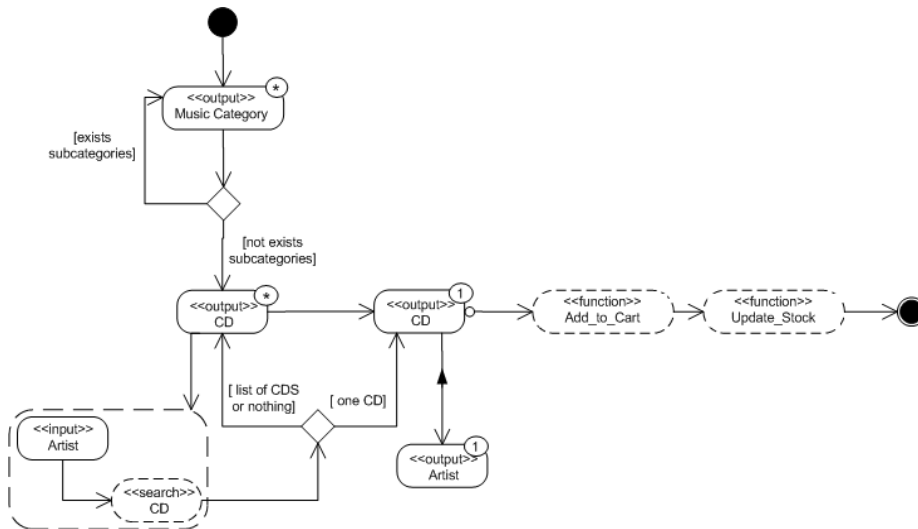 *
<<output>>
Music Category
[exists
subcategories]
[not exists
subcategories]
*
<<output>>
CD
1
<<output>>
CD
<<function>>
Add_to_Cart
<<function>>
Update_Stock
[ list of CDS
or nothing]
[ one CD]
<<input>>
Artist
<<search>>
CD
1
<<output>>
Artist